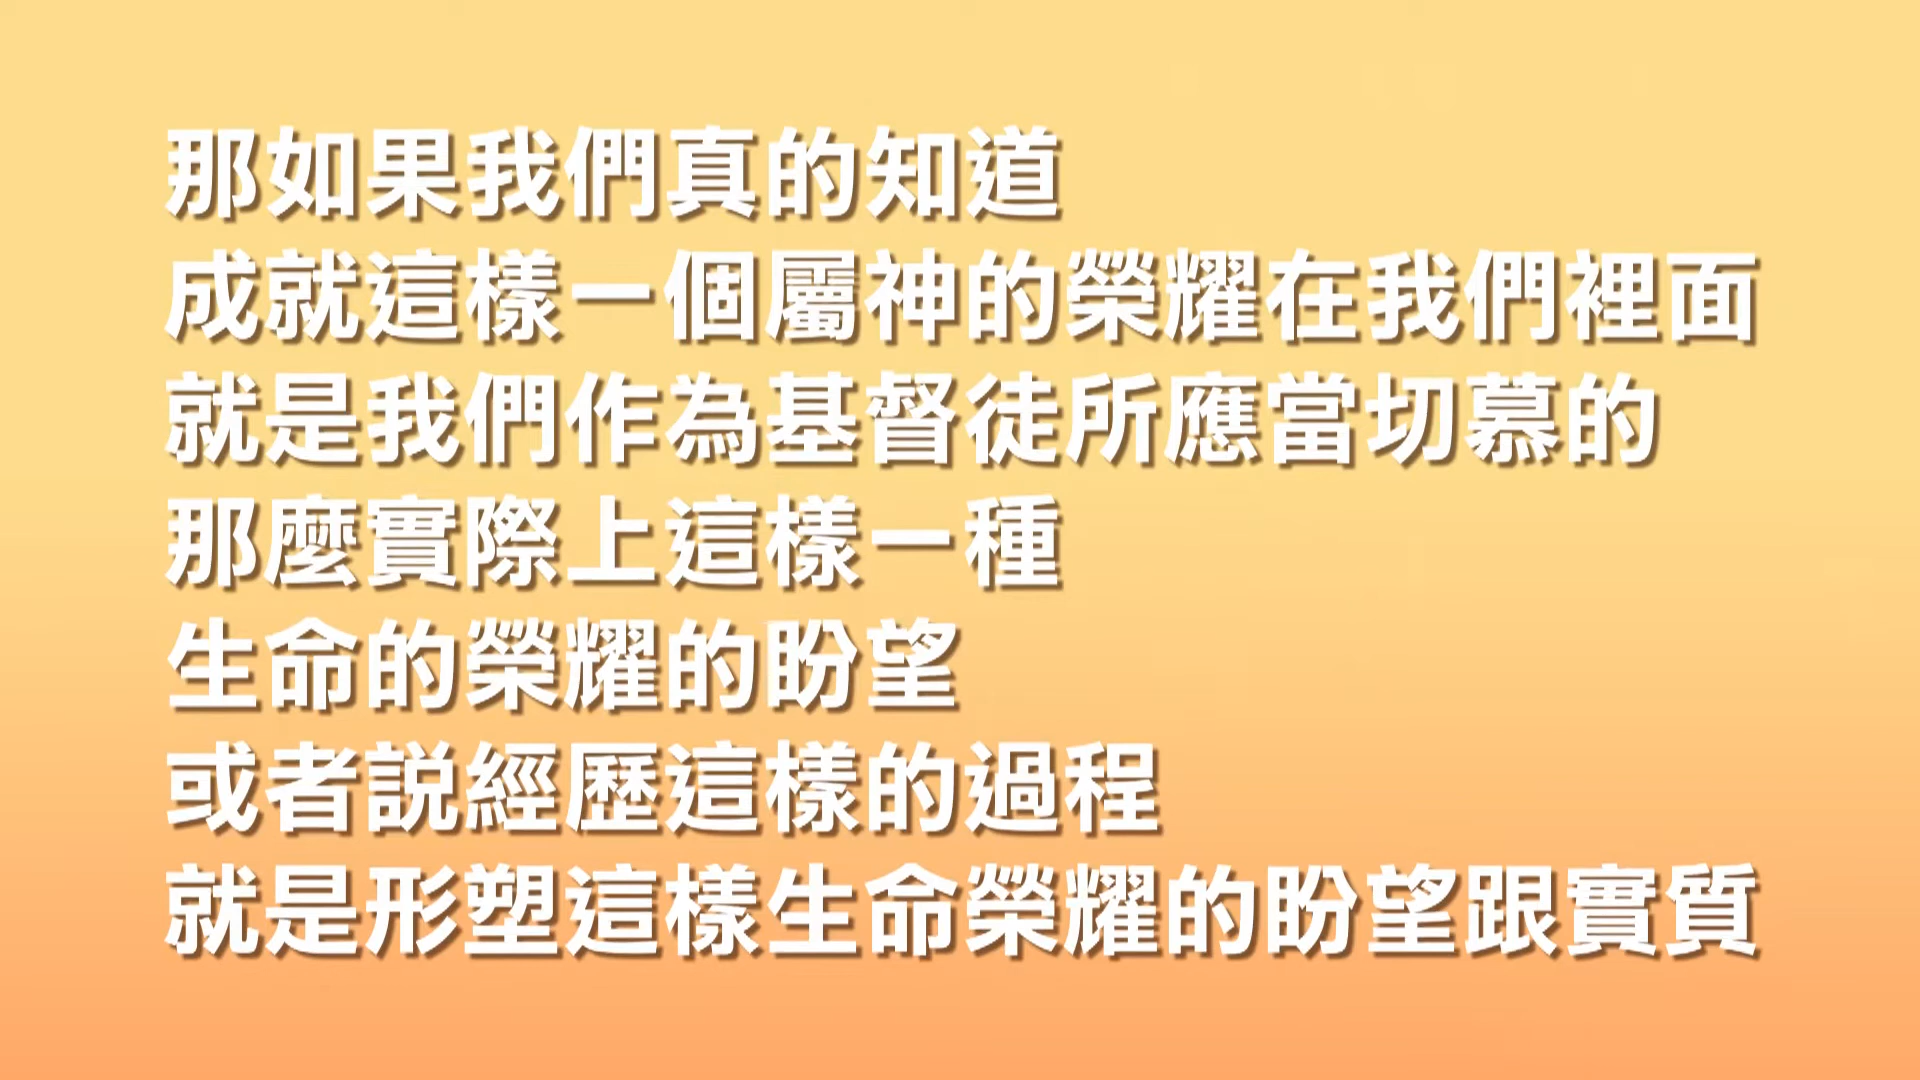 那如果我們真的知道
成就這樣一個屬神的榮耀在我們裡面
就是我們作為基督徒所應當切慕的
那麼實際上這樣一種
生命的榮耀的盼望
或者説經歷這樣的過程
就是形塑這樣生命榮耀的盼望跟實質